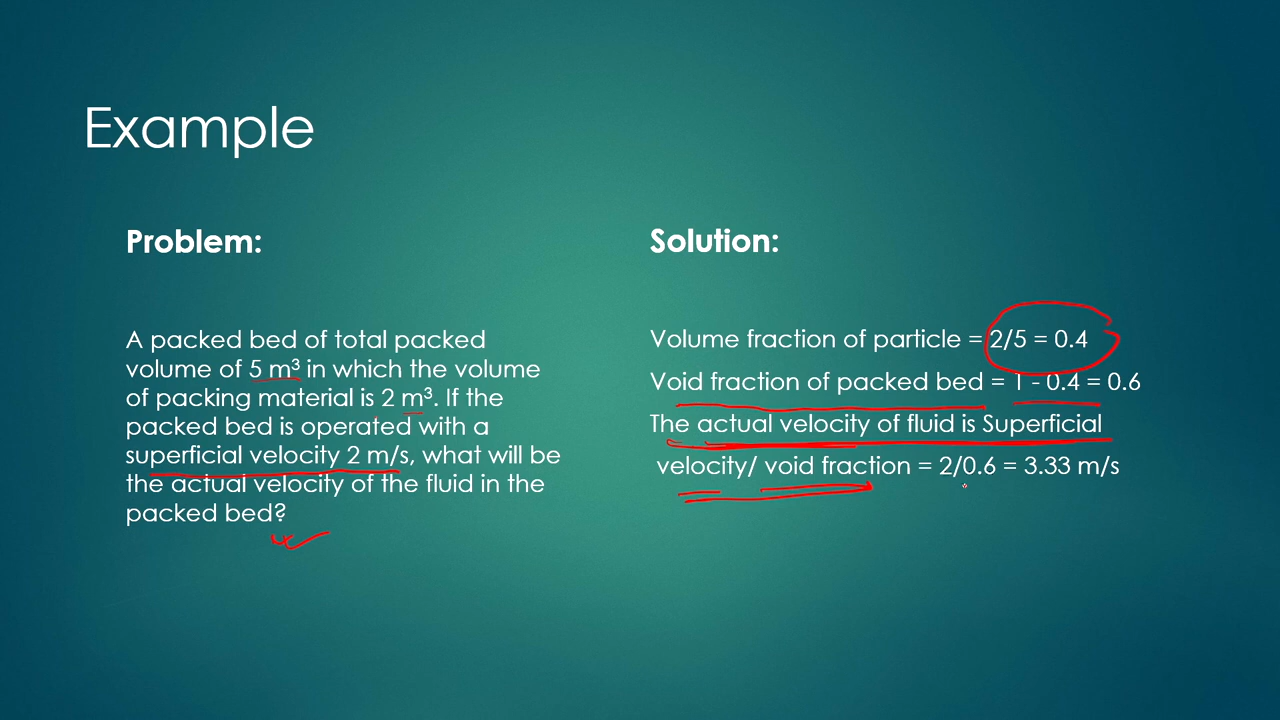 Example
Problem:
A packed bed of total packed
volume of 5 m³ in which the volume
of packing material is 2 m³. If the
packed bed is operated with a
superficial velocity 2 m/s, what will be
the actual velocity of the fluid in the
packed bed?
Solution:
Volume fraction of particle = 2/5 = 0.4
Void fraction of packed bed = 1 - 0.4 = 0.6
The actual velocity of fluid is Superficial
velocity/ void fraction = 2/0.6 = 3.33 m/s